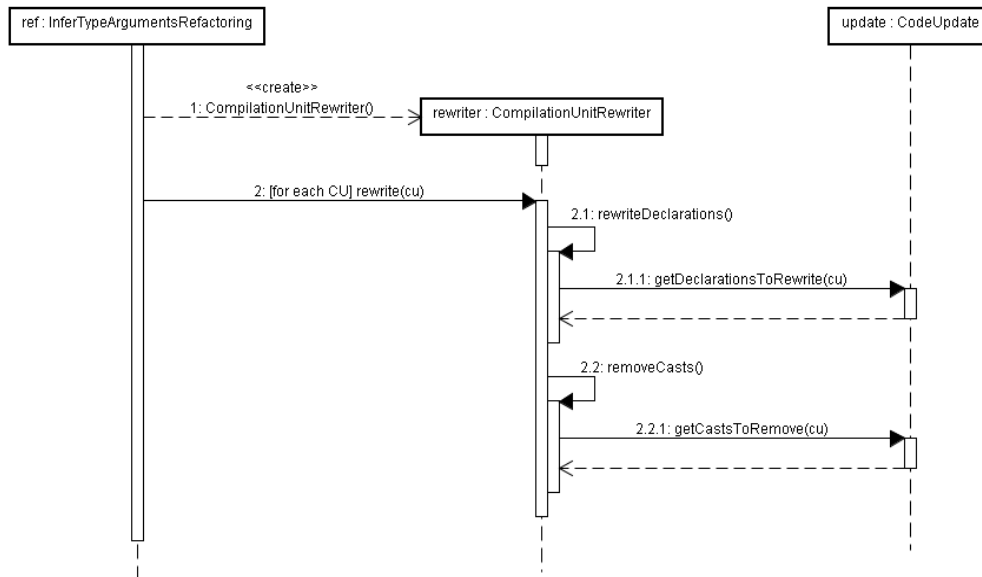 ref : InferTypeArgumentsRefactoring
update : CodeUpdate
<<create>>
1: CompilationUnitRewriter()
rewriter : CompilationUnitRewriter
2: [for each CU] rewrite(cu)
2.1: rewriteDeclarations()
2.1.1: getDeclarationsToRewrite(cu)
2.2: removeCasts()
2.2.1: getCastsToRemove(cu)